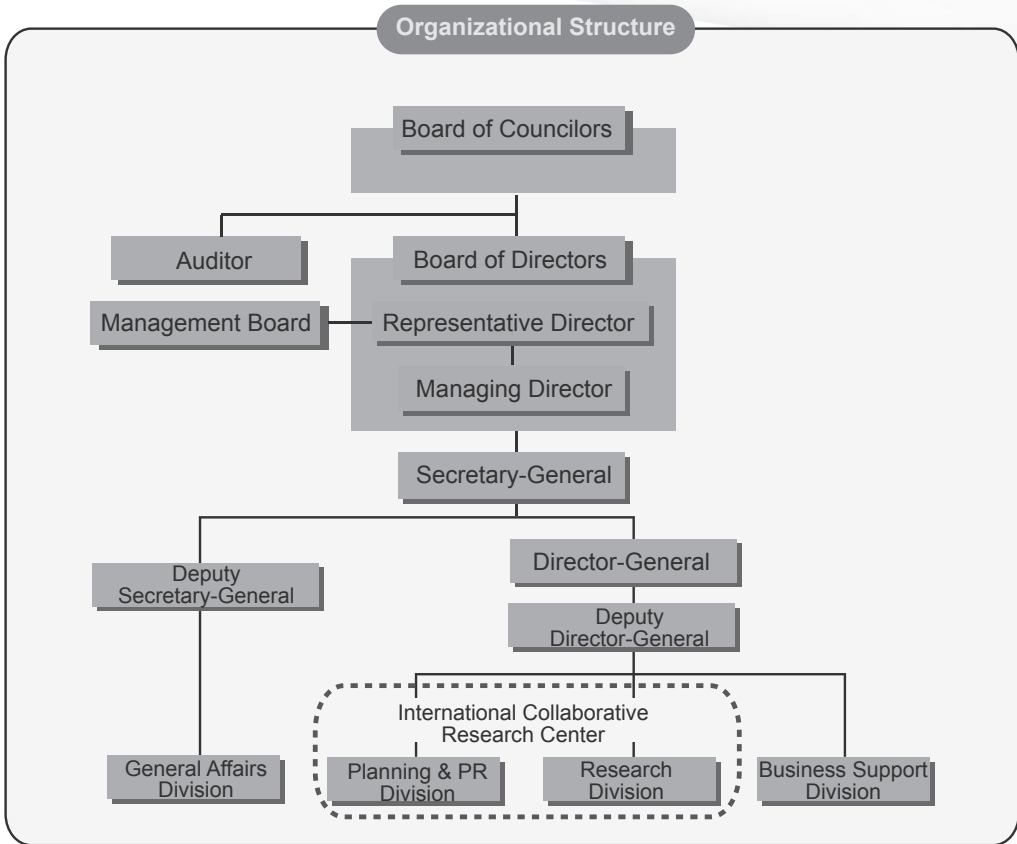 Organizational Structure
Board of Councilors
Auditor
Board of Directors
Management Board
Representative Director
Managing Director
Secretary-General
Deputy
Secretary-General
Director-General
Deputy
Director-General
International Collaborative
Research Center
General Affairs
Division
Planning & PR
Division
Research
Division
Business Support
Division